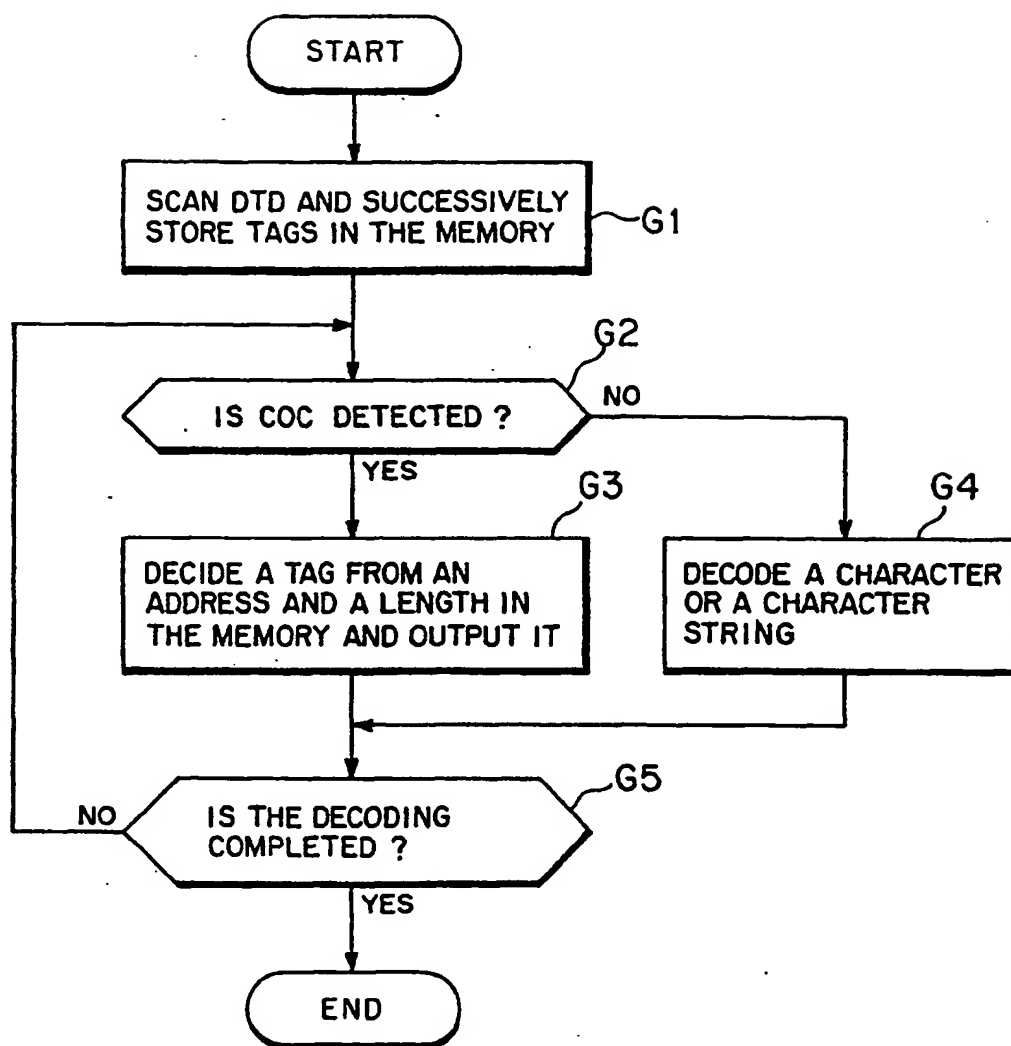 START
SCAN DTD AND SUCCESSIVELY
STORE TAGS IN THE MEMORY
G1
G2
IS COC DETECTED ?
NO
YES
G3
G4
DECIDE A TAG FROM AN
ADDRESS AND A LENGTH IN
THE MEMORY AND OUTPUT IT
DECODE A CHARACTER
OR A CHARACTER
STRING
G5
NO
IS THE DECODING
COMPLETED ?
YES
END